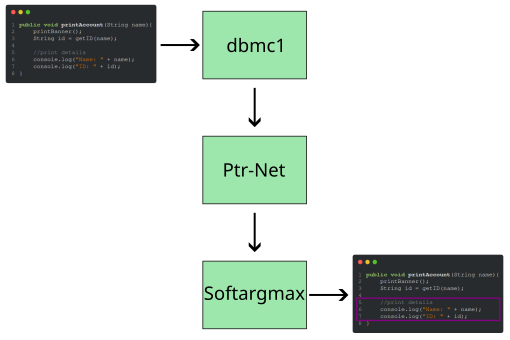 1 public void printAccount(String name){
2 printBanner();
3 String id = getID(name);
4
5 //print details
6 console.log("Name: " + name);
7 console.log("ID: " + id);
8 }
dbmc1
Ptr-Net
Softargmax
1 public void printAccount(String name){
2 printBanner();
3 String id = getID(name);
4
5 //print details
6 console.log("Name: " + name);
7 console.log("ID: " + id);
8 }